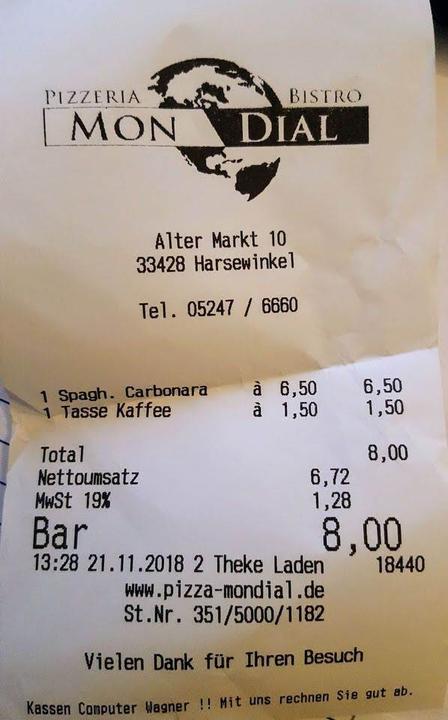 PIZZERIA BISTRO
MON DIAL
Alter Markt 10
33428 Harsewinkel
Tel. 05247 / 6660
1 Spagh. Carbonara à 6,50 6,50
1 Tasse Kaffee à 1,50 1,50
Total 8,00
Nettoumsatz 6,72
MwSt 19% 1,28
Bar 8,00
13:28 21.11.2018 2 Theke Laden 18440
www.pizza-mondial.de
St.Nr. 351/5000/1182
Vielen Dank für Ihren Besuch
Kassen Computer Wagner !! Mit uns rechnen Sie gut ab.